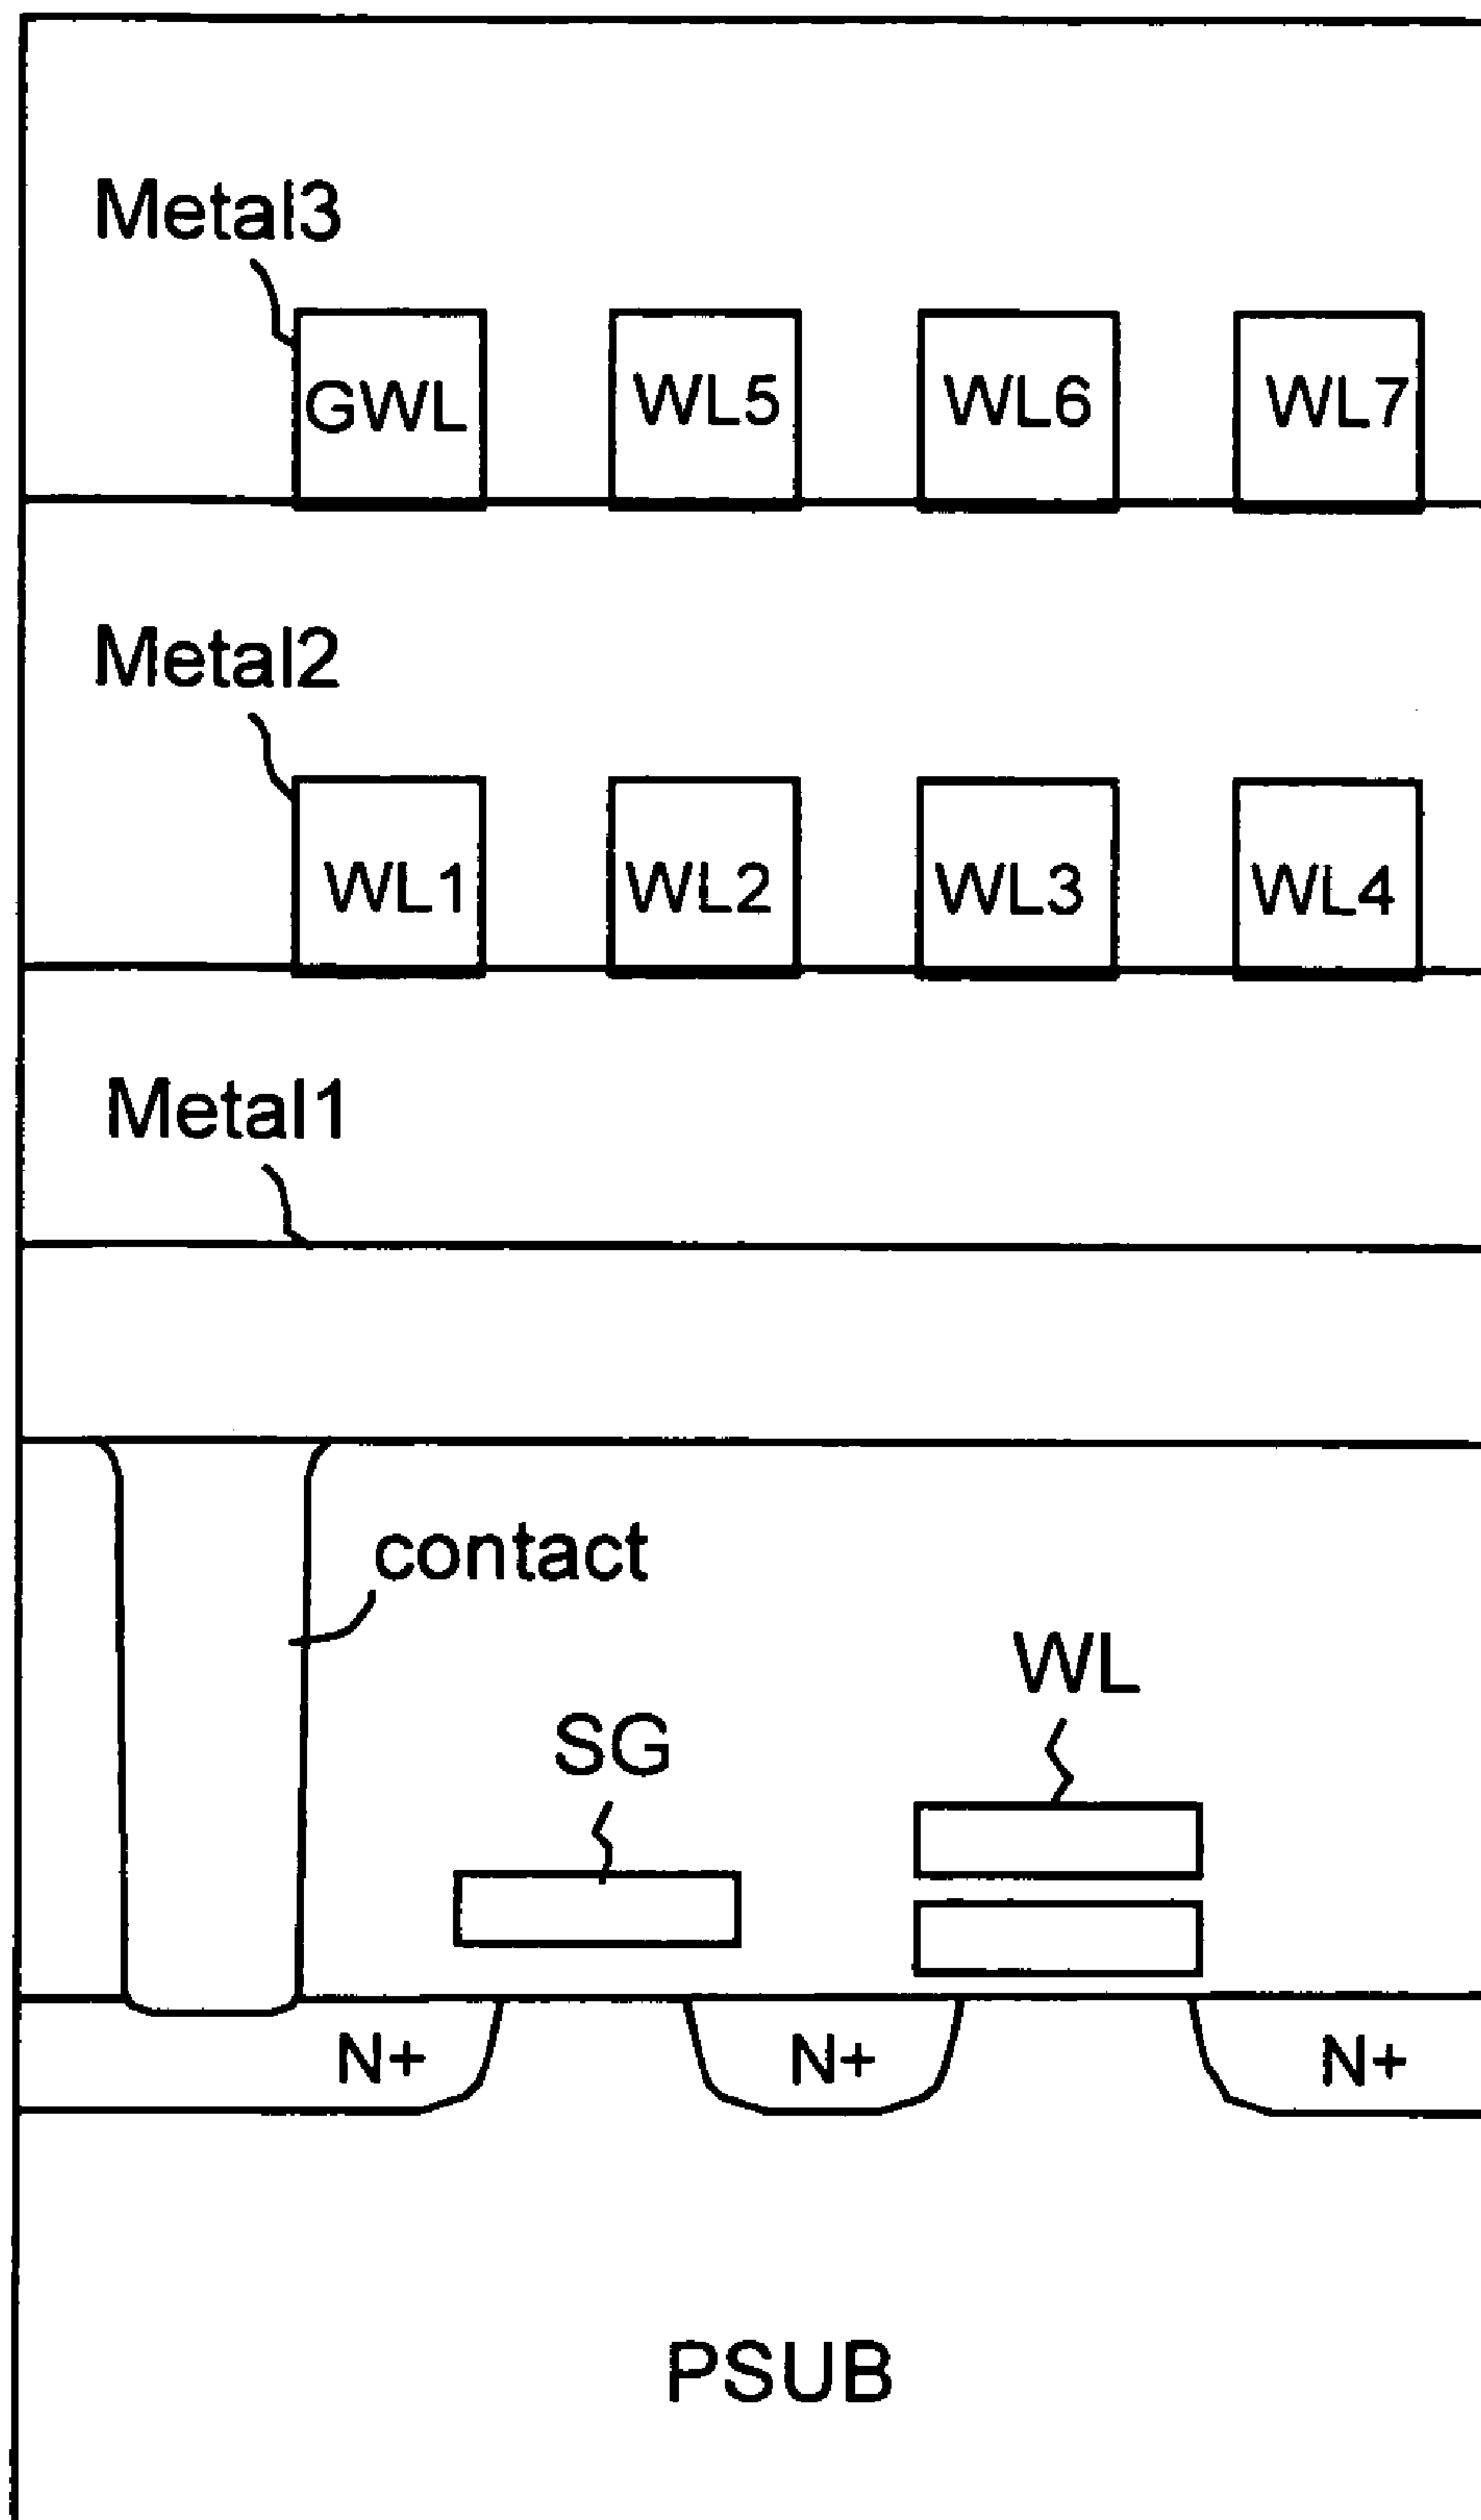 Metal3
GWL WL5 WL6 WL7
Metal2
WL1 WL2 WL3 WL4
Metal1
contact
WL
SG
N+ N+ N+
PSUB